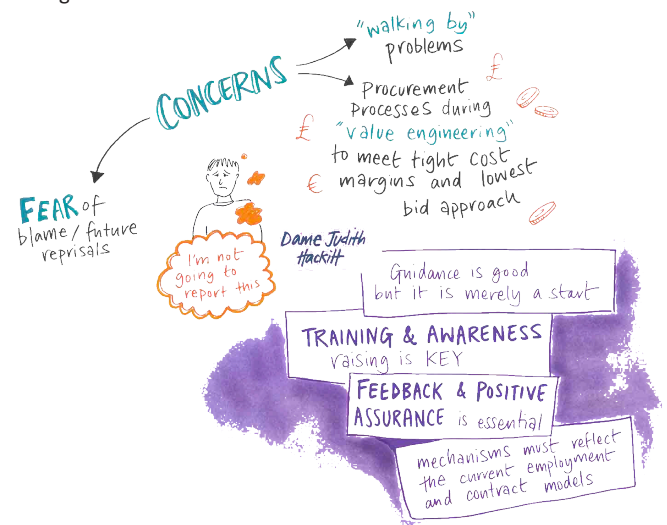 CONCERNS
"walking by"
problems
Procurement
Processes during
"value engineering"
to meet tight cost
margins and lowest
bid approach
£
£
€
FEAR of
blame/future
reprisals
I'm not
going to
report this
Dame Judith
Hackitt
Guidance is good
but it is merely a start
TRAINING & AWARENESS
raising is KEY
FEEDBACK & POSITIVE
ASSURANCE is essential
mechanisms must reflect
the current employment
and contract models